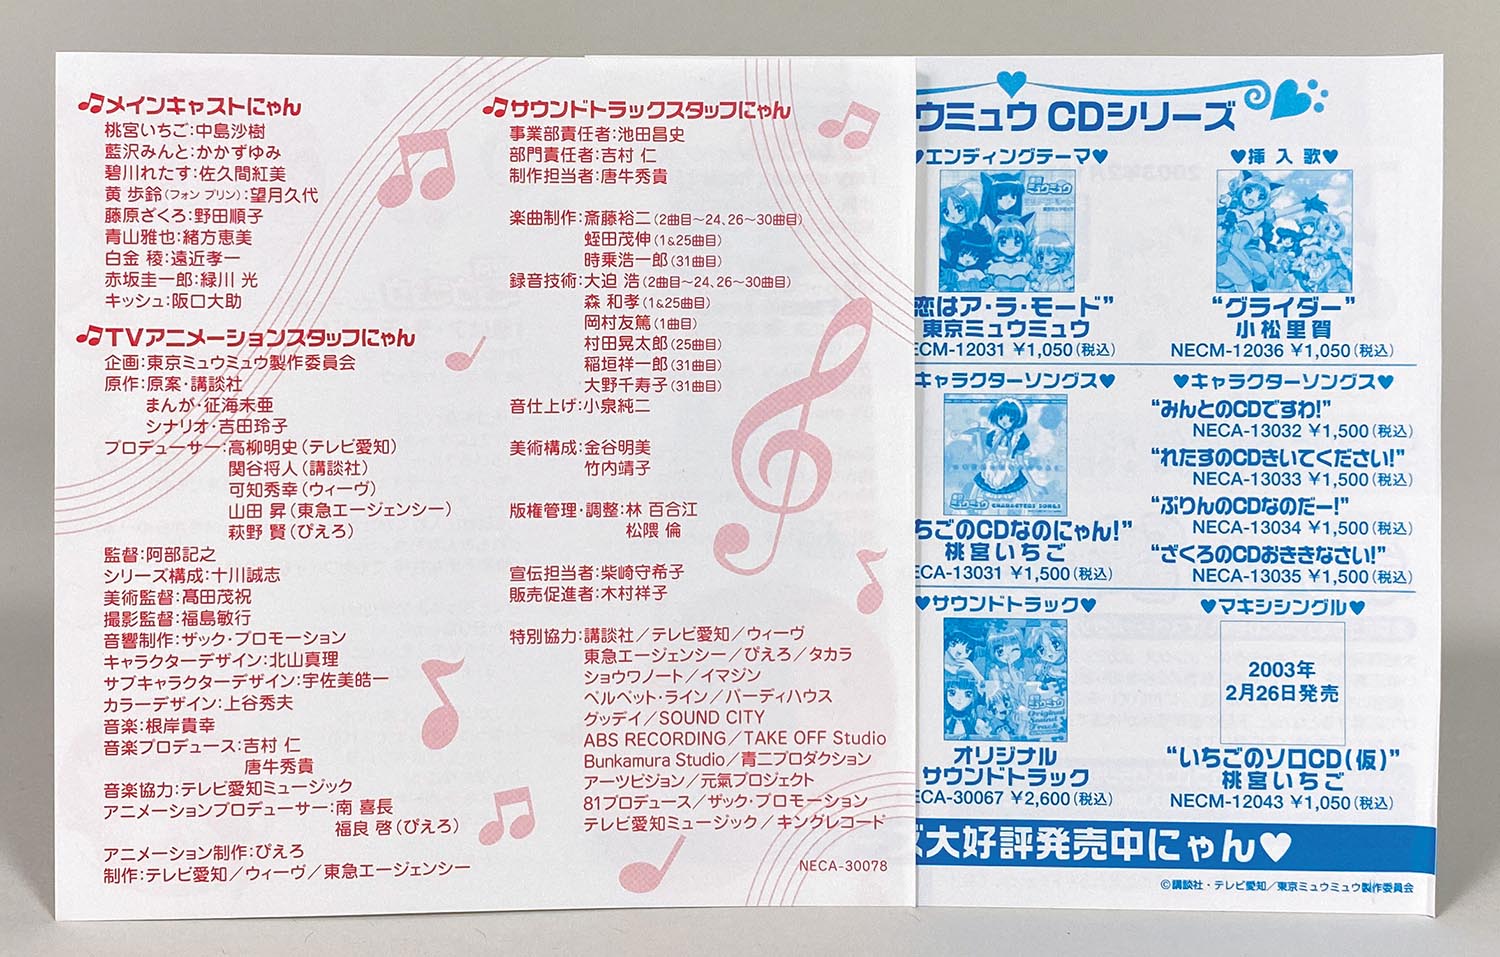 メインキャストにゃん
桃宮いちご:中島沙樹
藍沢みんと:かかずゆみ
碧川れたす:佐久間紅美
黄 歩鈴(フォン プリン):望月久代
藤原ざくろ:野田順子
青山雅也:緒方恵美
白金 稜:遠近孝一
赤坂圭一郎:緑川 光
キッシュ:阪口大助
TVアニメーションスタッフにゃん
企画:東京ミュウミュウ製作委員会
原作:原案・講談社
まんが・征海未亜
シナリオ・吉田玲子
プロデューサー:高柳明史(テレビ愛知)
関谷将人(講談社)
可知秀幸(ウィーヴ)
山田 昇(東急エージェンシー)
萩野 賢(ぴえろ)
監督:阿部記之
シリーズ構成:十川誠志
美術監督:髙田茂祝
撮影監督:福島敏行
音響制作:ザック・プロモーション
キャラクターデザイン:北山真理
サブキャラクターデザイン:宇佐美皓一
カラーデザイン:上谷秀夫
音楽:根岸貴幸
音楽プロデュース:吉村 仁
唐牛秀貴
音楽協力:テレビ愛知ミュージック
アニメーションプロデューサー:南 喜長
福良 啓(ぴえろ)
アニメーション制作:ぴえろ
制作:テレビ愛知/ウィーヴ/東急エージェンシー
サウンドトラックスタッフにゃん
事業部責任者:池田昌史
部門責任者:吉村 仁
制作担当者:唐牛秀貴
楽曲制作:斎藤裕二(2曲目〜24、26〜30曲目)
蛭田茂伸(1&25曲目)
時乗浩一郎(31曲目)
録音技術:大迫 浩(2曲目〜24、26〜30曲目)
森 和孝(1&25曲目)
岡村友篤(1曲目)
村田晃太郎(25曲目)
稲垣祥一郎(31曲目)
大野千寿子(31曲目)
音仕上げ:小泉純二
美術構成:金谷明美
竹内靖子
版権管理・調整:林 百合江
松隈 倫
宣伝担当者:柴崎守希子
販売促進者:木村祥子
特別協力:講談社/テレビ愛知/ウィーヴ
東急エージェンシー/ぴえろ/タカラ
ショウワノート/イマジン
ベルベット・ライン/バーディハウス
グッデイ/SOUND CITY
ABS RECORDING/TAKE OFF Studio
Bunkamura Studio/青二プロダクション
アーツビジョン/元氣プロジェクト
81プロデュース/ザック・プロモーション
テレビ愛知ミュージック/キングレコード
NECA-30078
ウミュウ CDシリーズ
♥エンディングテーマ♥
恋はア・ラ・モード”
東京ミュウミュウ
ECM-12031 ¥1,050(税込)
♥挿入歌♥
“グライダー”
小松里賀
NECM-12036 ¥1,050(税込)
キャラクターソングス♥
CHARACTERS SONGS
ちごのCDなのにゃん!”
桃宮いちご
ECA-13031 ¥1,500(税込)
♥キャラクターソングス♥
“みんとのCDですわ!”
NECA-13032 ¥1,500(税込)
“れたすのCDきいてください!”
NECA-13033 ¥1,500(税込)
“ぷりんのCDなのだー!”
NECA-13034 ¥1,500(税込)
“ざくろのCDおききなさい!”
NECA-13035 ¥1,500(税込)
♥サウンドトラック♥
Original
Sound
Track
オリジナル
サウンドトラック
ECA-30067 ¥2,600(税込)
♥マキシシングル♥
2003年
2月26日発売
“いちごのソロCD(仮)”
桃宮いちご
NECM-12043 ¥1,050(税込)
大好評発売中にゃん♥
©講談社・テレビ愛知/東京ミュウミュウ製作委員会